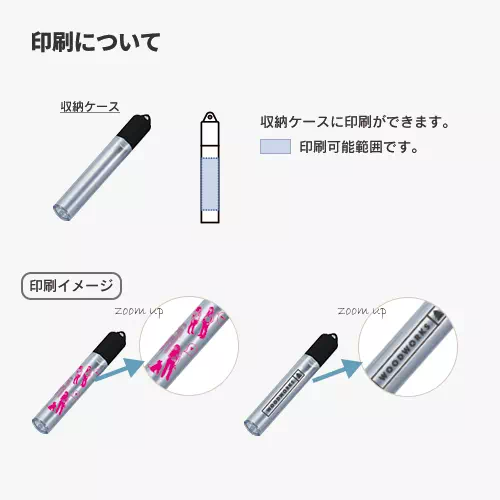 印刷について
収納ケース
収納ケースに印刷ができます。
印刷可能範囲です。
印刷イメージ
zoom up
zoom up
WOODWORKS
WOODWORKS